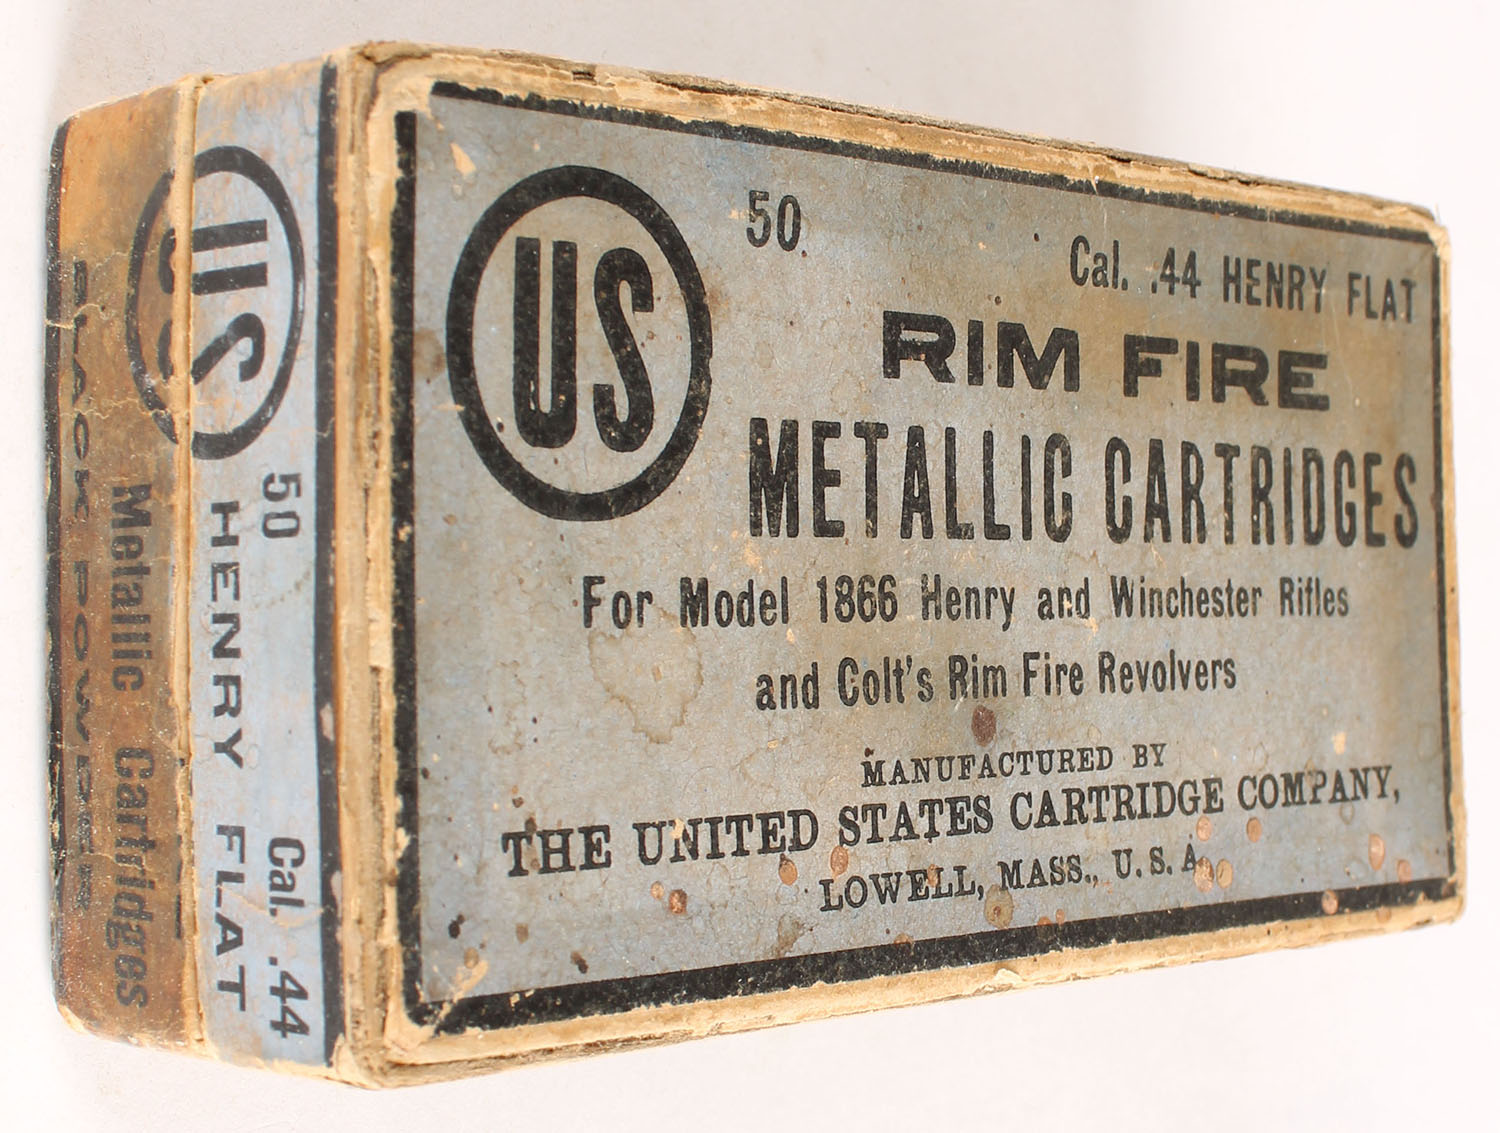 US
50
Cal. .44 HENRY FLAT
RIM FIRE
METALLIC CARTRIDGES
For Model 1866 Henry and Winchester Rifles
and Colt's Rim Fire Revolvers
MANUFACTURED BY
THE UNITED STATES CARTRIDGE COMPANY,
LOWELL, MASS., U. S. A.
US
50 Cal. .44
HENRY FLAT
Metallic Cartridges
BLACK POWDER